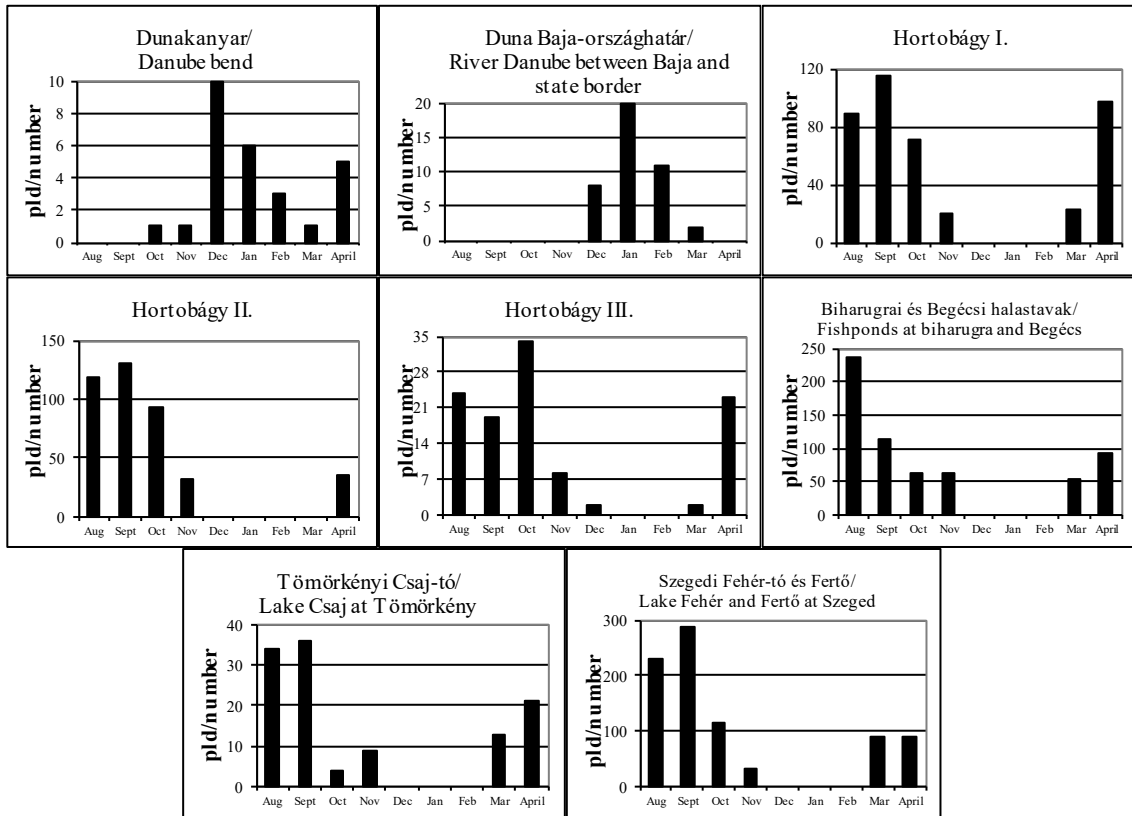 Dunakanyar/
Danube bend
pld/number
10
8
6
4
2
0
Aug Sept Oct Nov Dec Jan Feb Mar April
Duna Baja-országhatár/
River Danube between Baja and
state border
pld/number
20
15
10
5
0
Aug Sept Oct Nov Dec Jan Feb Mar April
Hortobágy I.
pld/number
120
80
40
0
Aug Sept Oct Nov Dec Jan Feb Mar April
Hortobágy II.
pld/number
150
100
50
0
Aug Sept Oct Nov Dec Jan Feb Mar April
Hortobágy III.
pld/number
35
28
21
14
7
0
Aug Sept Oct Nov Dec Jan Feb Mar April
Biharugrai és Begécsi halastavak/
Fishponds at biharugra and Begécs
pld/number
250
200
150
100
50
0
Aug Sept Oct Nov Dec Jan Feb Mar April
Tömörkényi Csaj-tó/
Lake Csaj at Tömörkény
pld/number
40
30
20
10
0
Aug Sept Oct Nov Dec Jan Feb Mar April
Szegedi Fehér-tó és Fertő/
Lake Fehér and Fertő at Szeged
pld/number
300
200
100
0
Aug Sept Oct Nov Dec Jan Feb Mar April